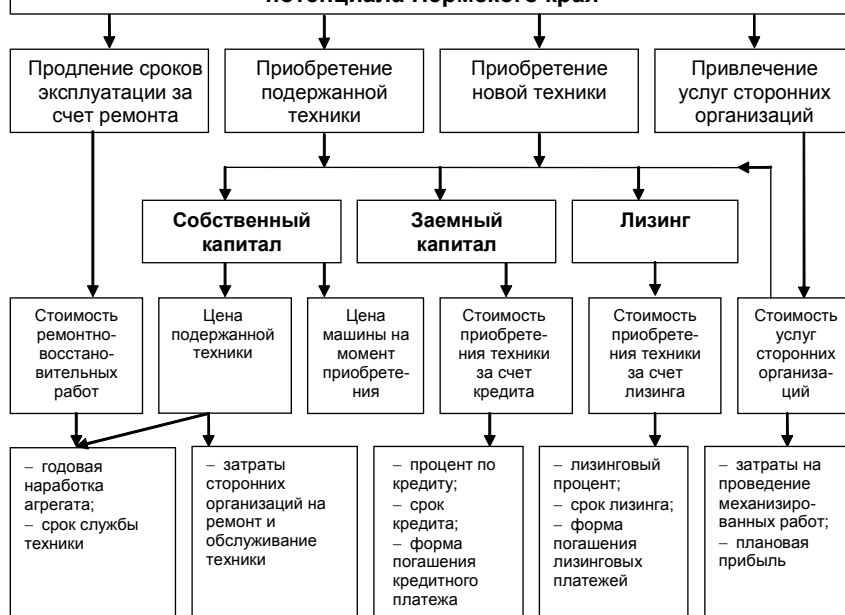 потенциала Пермского края
Продление сроков
эксплуатации за
счет ремонта
Приобретение
подержанной
техники
Приобретение
новой техники
Привлечение
услуг сторонних
организаций
Собственный
капитал
Заемный
капитал
Лизинг
Стоимость
ремонтно-
восстано-
вительных
работ
Цена
подержанной
техники
Цена
машины на
момент
приобрете-
ния
Стоимость
приобрете-
ния техники
за счет
кредита
Стоимость
приобрете-
ния техники
за счет
лизинга
Стоимость
услуг
сторонних
организа-
ций
– годовая
наработка
агрегата;
– срок службы
техники
– затраты
сторонних
организаций на
ремонт и
обслуживание
техники
– процент по
кредиту;
– срок
кредита;
– форма
погашения
кредитного
платежа
– лизинговый
процент;
– срок лизинга;
– форма
погашения
лизинговых
платежей
– затраты на
проведение
механизиро-
ванных работ;
– плановая
прибыль